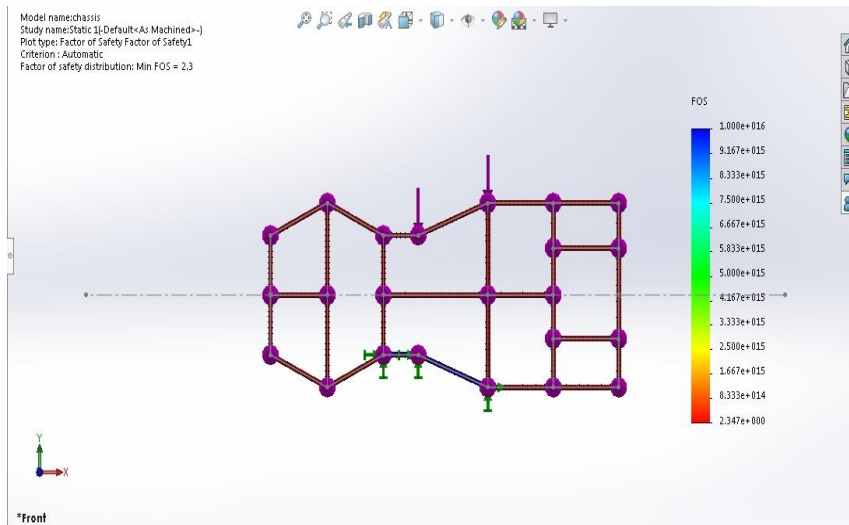 Model name:chassis
Study name:Static 1(-Default<As Machined>-)
Plot type: Factor of Safety Factor of Safety1
Criterion : Automatic
Factor of safety distribution: Min FOS = 2.3
FOS
1.000e+016
9.167e+015
8.333e+015
7.500e+015
6.667e+015
5.833e+015
5.000e+015
4.167e+015
3.333e+015
2.500e+015
1.667e+015
8.333e+014
2.347e+000
Y
X
*Front